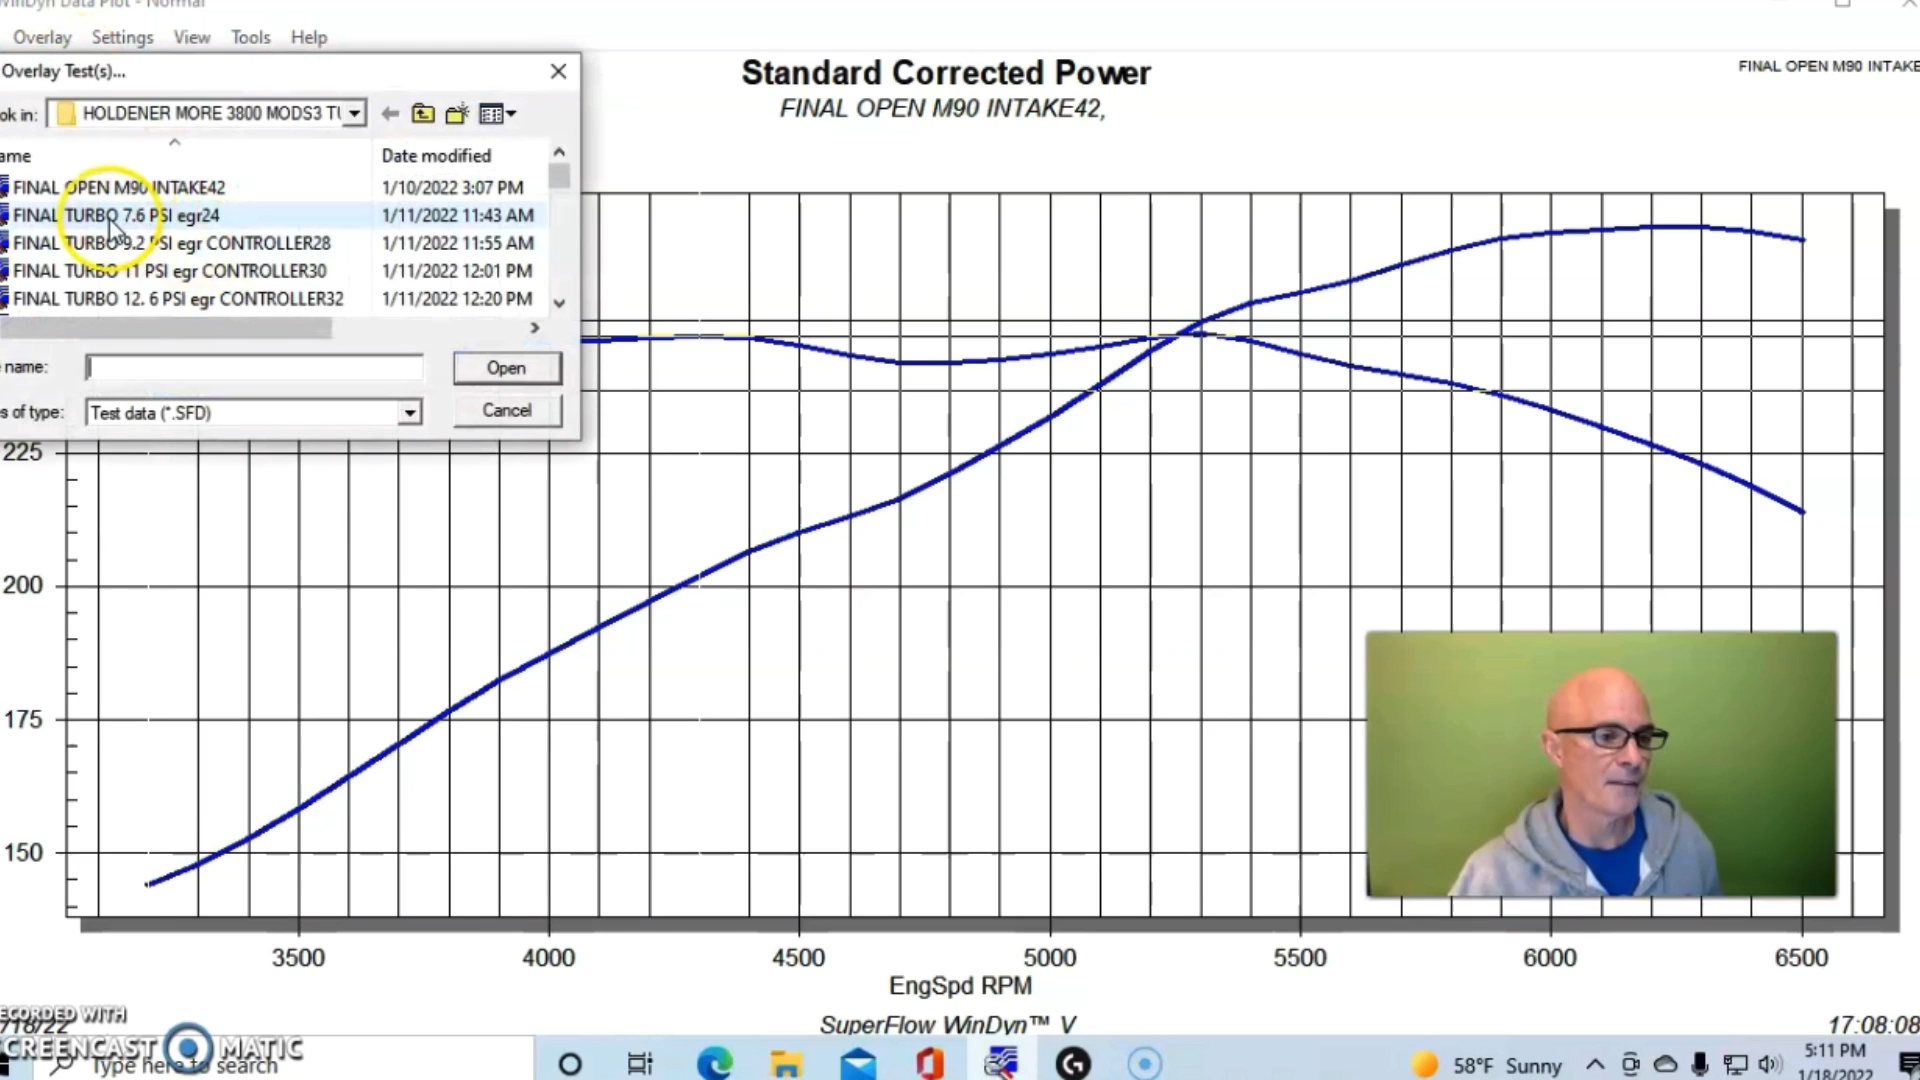 WinDyn Data Plot - Normal
Overlay Settings View Tools Help
Overlay Test(s)...
ok in: HOLDENER MORE 3800 MODS3 TU
ame Date modified
FINAL OPEN M90 INTAKE42 1/10/2022 3:07 PM
FINAL TURBO 7.6 PSI egr24 1/11/2022 11:43 AM
FINAL TURBO 9.2 PSI egr CONTROLLER28 1/11/2022 11:55 AM
FINAL TURBO 11 PSI egr CONTROLLER30 1/11/2022 12:01 PM
FINAL TURBO 12. 6 PSI egr CONTROLLER32 1/11/2022 12:20 PM
e name: Open
s of type: Test data (*.SFD) Cancel
Standard Corrected Power
FINAL OPEN M90 INTAKE42,
FINAL OPEN M90 INTAKE
225
200
175
150
3500 4000 4500 5000 5500 6000 6500
EngSpd RPM
SuperFlow WinDyn™ V
17:08:08
/18/22
ECORDED WITH
CREENCAST MATIC
Type here to search
58°F Sunny
5:11 PM
1/18/2022